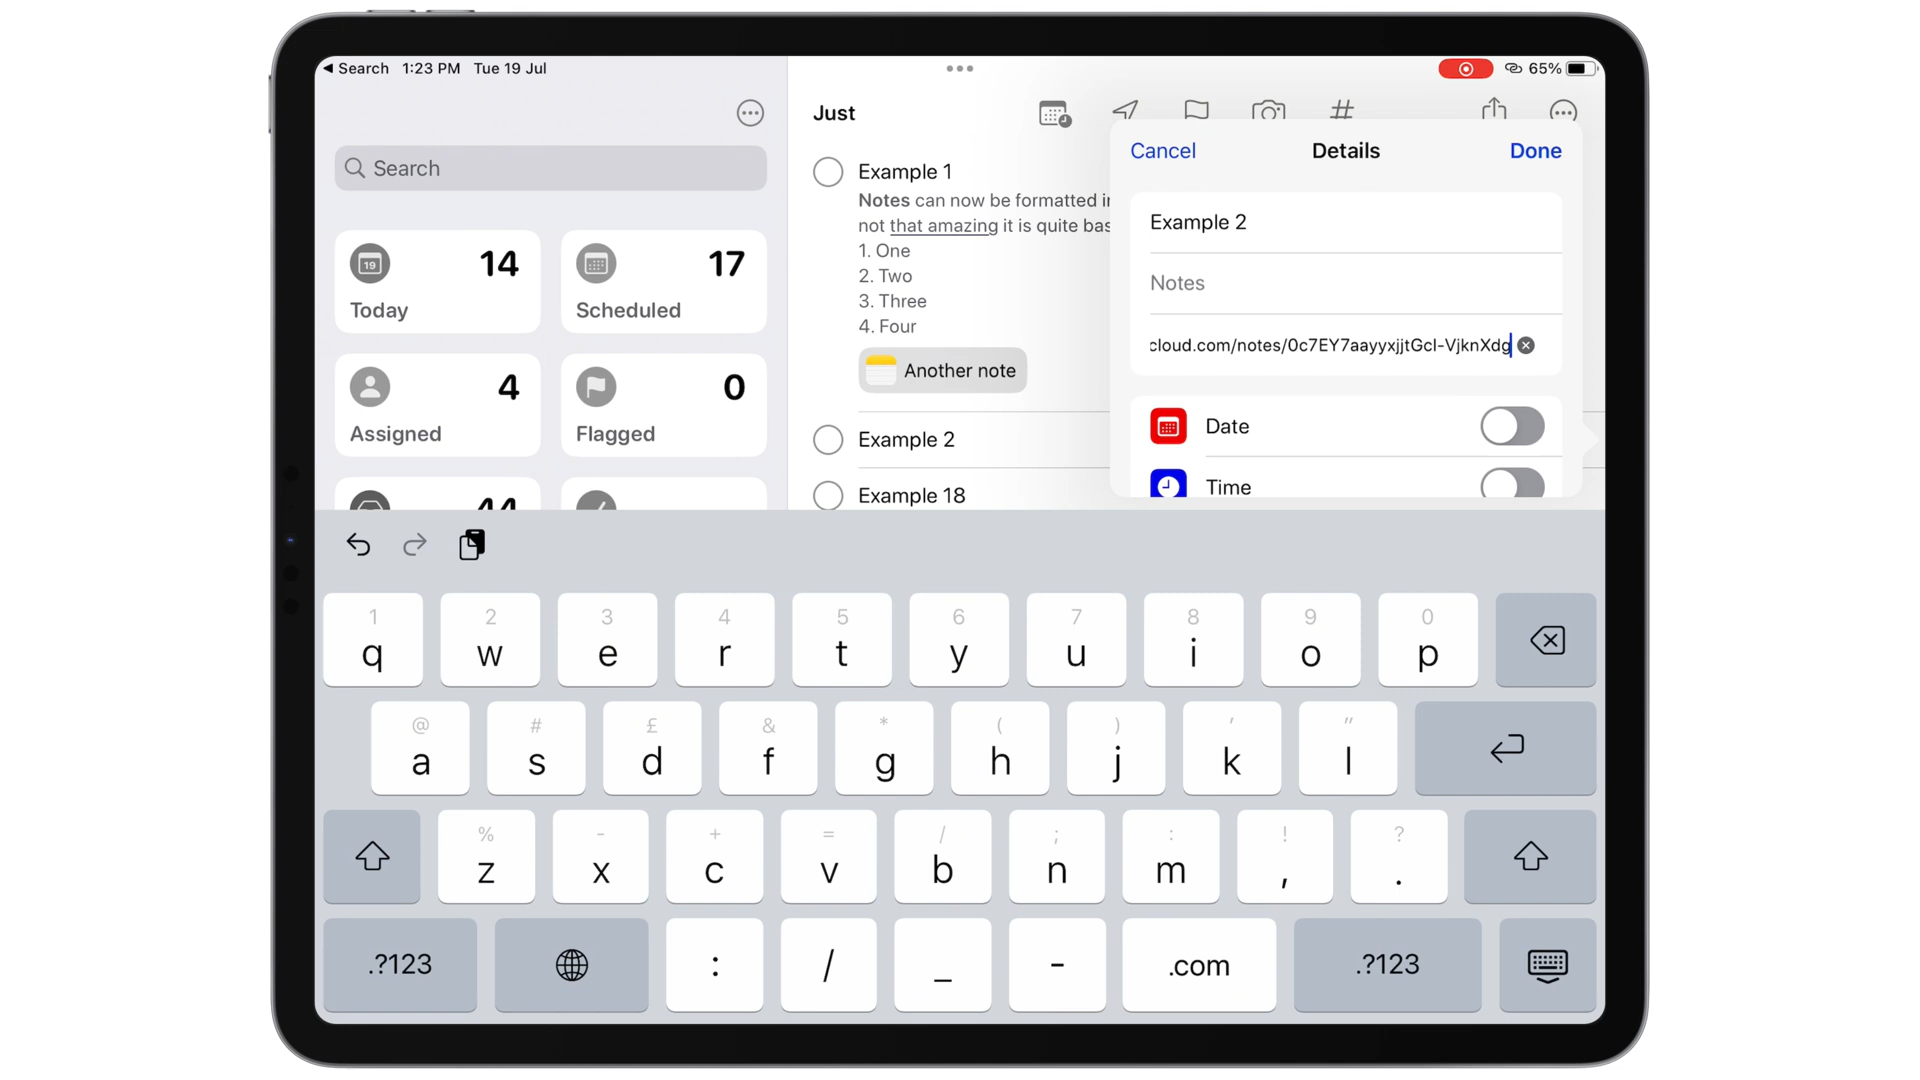 ◀ Search 1:23 PM Tue 19 Jul
65%
Search
19
14
Today
17
Scheduled
4
Assigned
0
Flagged
Just
Example 1
Notes can now be formatted
not that amazing it is quite bas
1. One
2. Two
3. Three
4. Four
Another note
Example 2
Example 18
Cancel
Details
Done
Example 2
Notes
cloud.com/notes/0c7EY7aayyxjjtGcl-VjknXdg
Date
Time
1 2 3 4 5 6 7 8 9 0
q w e r t y u i o p
@ # £ & * ( ) ' "
a s d f g h j k l
% - + = / ; : ! ?
z x c v b n m , .
.?123 : / _ - .com .?123